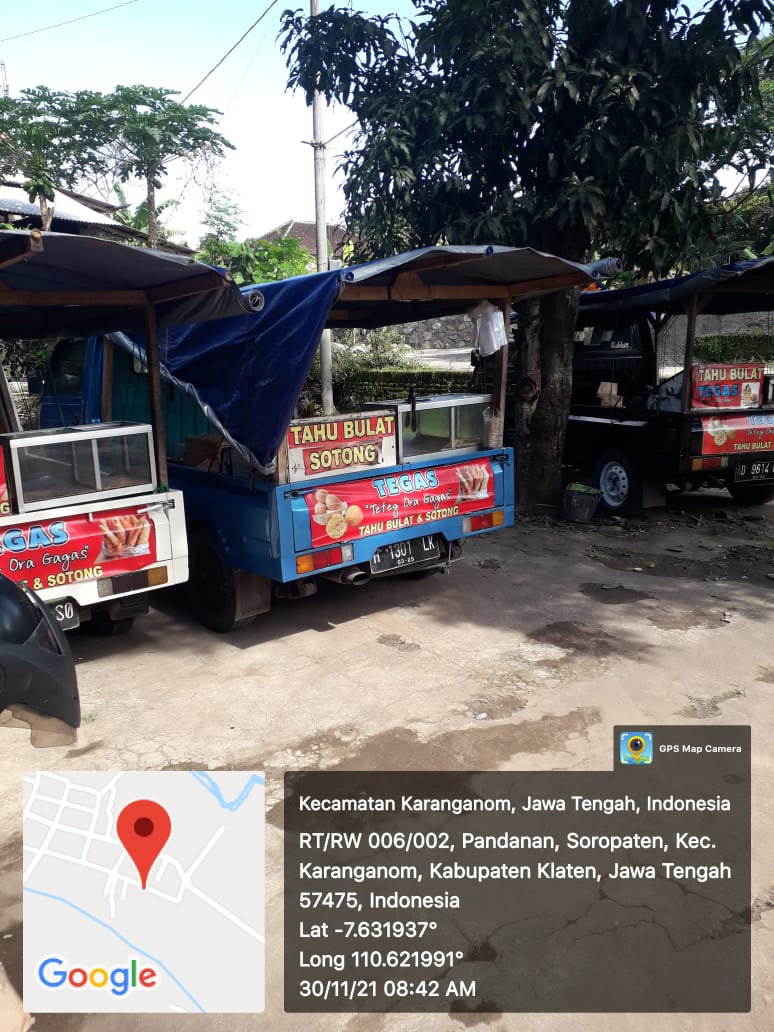 TAHU BULAT
SOTONG
TEGAS
"Teteg Ora Gagas"
TAHU BULAT & SOTONG
H 1301 LK
03-25
EGAS
Ora Gagas"
& SOTONG
SO
TAHU BULAT
TEGAS
TAHU BULAT
D 9614
GPS Map Camera
Kecamatan Karanganom, Jawa Tengah, Indonesia
RT/RW 006/002, Pandanan, Soropaten, Kec.
Karanganom, Kabupaten Klaten, Jawa Tengah
57475, Indonesia
Lat -7.631937°
Long 110.621991°
30/11/21 08:42 AM
Google